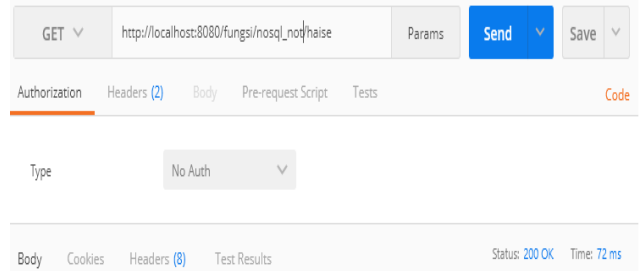 GET http://localhost:8080/fungsi/nosql_not/haise Params Send Save
Authorization Headers (2) Body Pre-request Script Tests Code
Type No Auth
Body Cookies Headers (8) Test Results Status: 200 OK Time: 72 ms